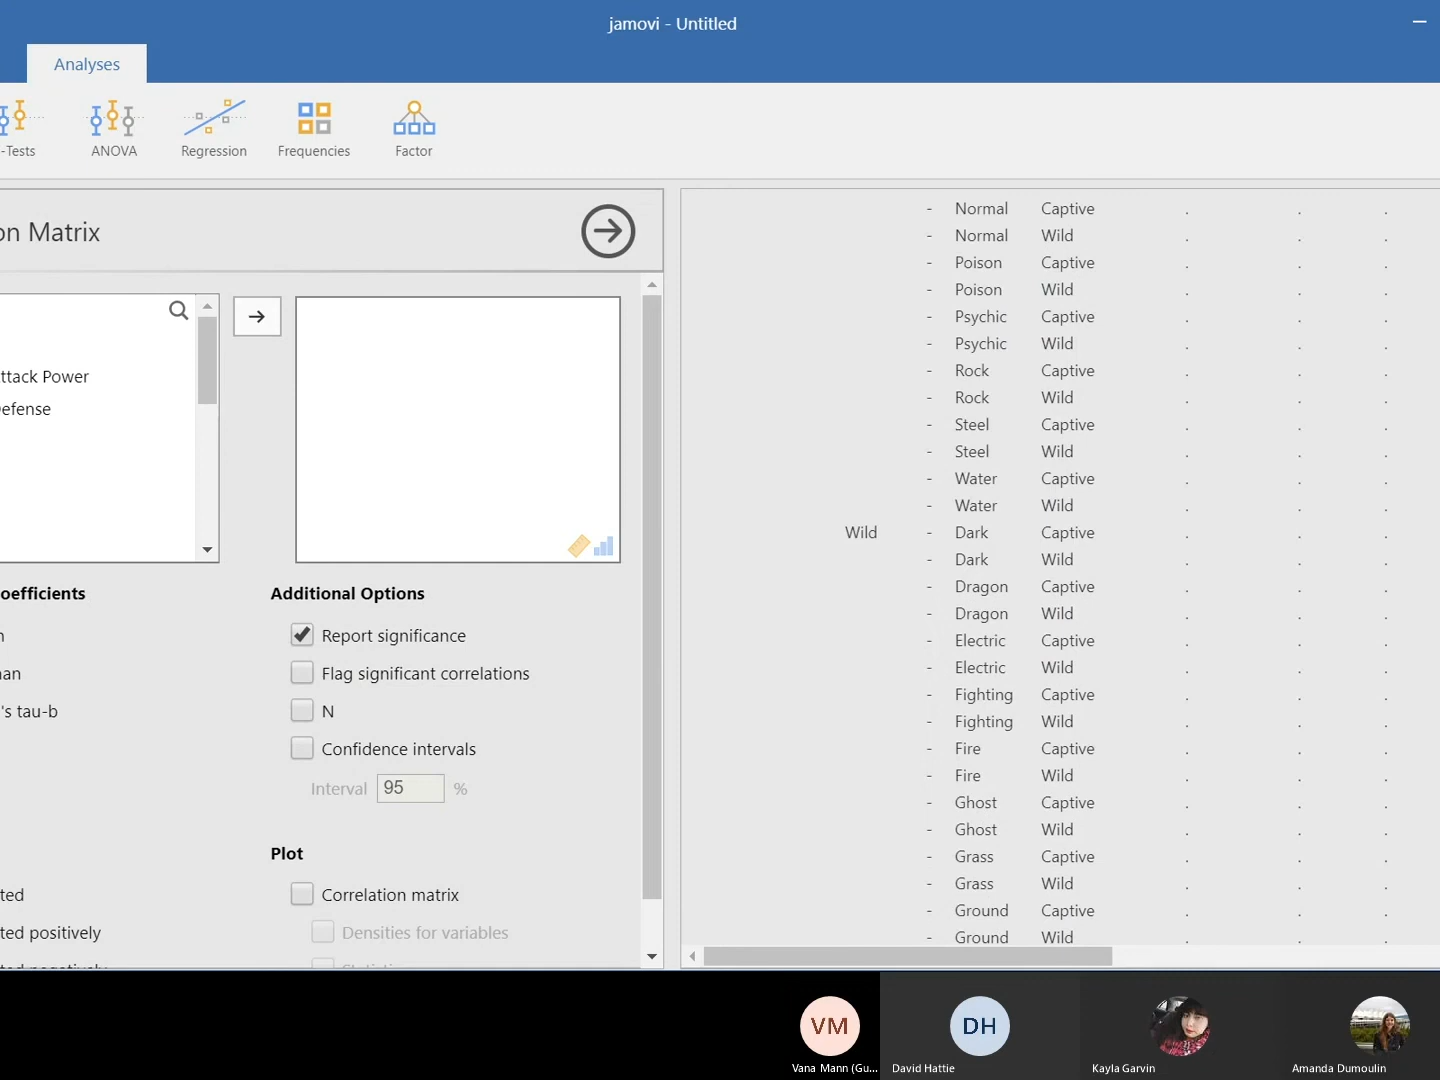 jamovi - Untitled
Analyses
-Tests
ANOVA
Regression
Frequencies
Factor
on Matrix
ttack Power
efense
oefficients
n
nan
's tau-b
ted
ted positively
Additional Options
Report significance
Flag significant correlations
N
Confidence intervals
Interval 95 %
Plot
Correlation matrix
Densities for variables
- Normal Captive . . .
- Normal Wild . . .
- Poison Captive . . .
- Poison Wild . . .
- Psychic Captive . . .
- Psychic Wild . . .
- Rock Captive . . .
- Rock Wild . . .
- Steel Captive . . .
- Steel Wild . . .
- Water Captive . . .
- Water Wild . . .
Wild - Dark Captive . . .
- Dark Wild . . .
- Dragon Captive . . .
- Dragon Wild . . .
- Electric Captive . . .
- Electric Wild . . .
- Fighting Captive . . .
- Fighting Wild . . .
- Fire Captive . . .
- Fire Wild . . .
- Ghost Captive . . .
- Ghost Wild . . .
- Grass Captive . . .
- Grass Wild . . .
- Ground Captive . . .
- Ground Wild . . .
VM
Vana Mann (Gu...
DH
David Hattie
Kayla Garvin
Amanda Dumoulin